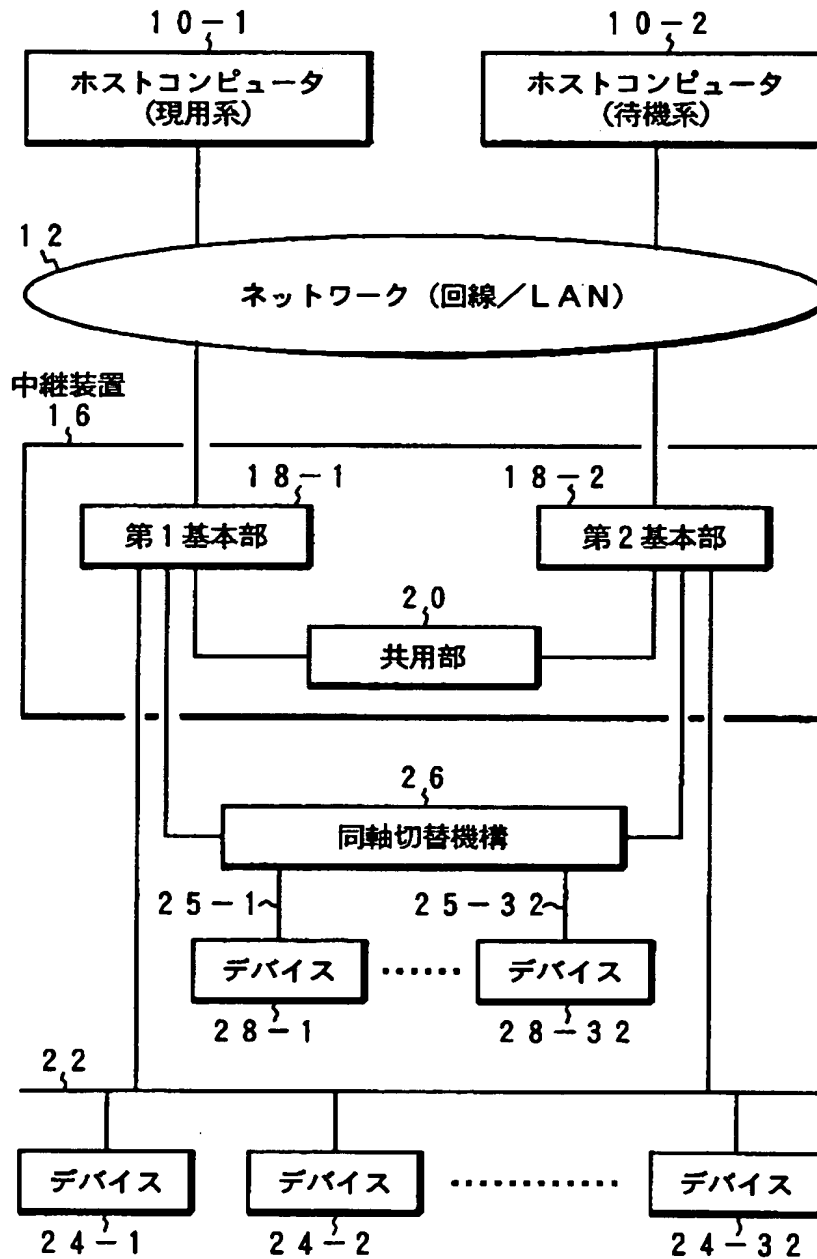 10-1
10-2
ホストコンピュータ
(現用系)
ホストコンピュータ
(待機系)
12
ネットワーク(回線/LAN)
中継装置
16
18-1
18-2
第1基本部
第2基本部
20
共用部
26
同軸切替機構
25-1
25-32
デバイス
……
デバイス
28-1
28-32
22
デバイス
デバイス
…………
デバイス
24-1
24-2
24-32